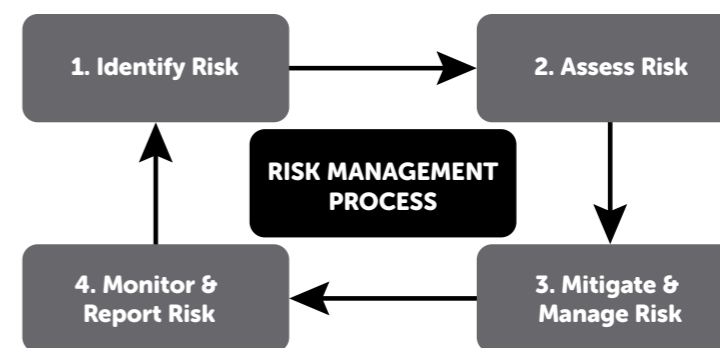 1. Identify Risk
2. Assess Risk
RISK MANAGEMENT
PROCESS
4. Monitor &
Report Risk
3. Mitigate &
Manage Risk